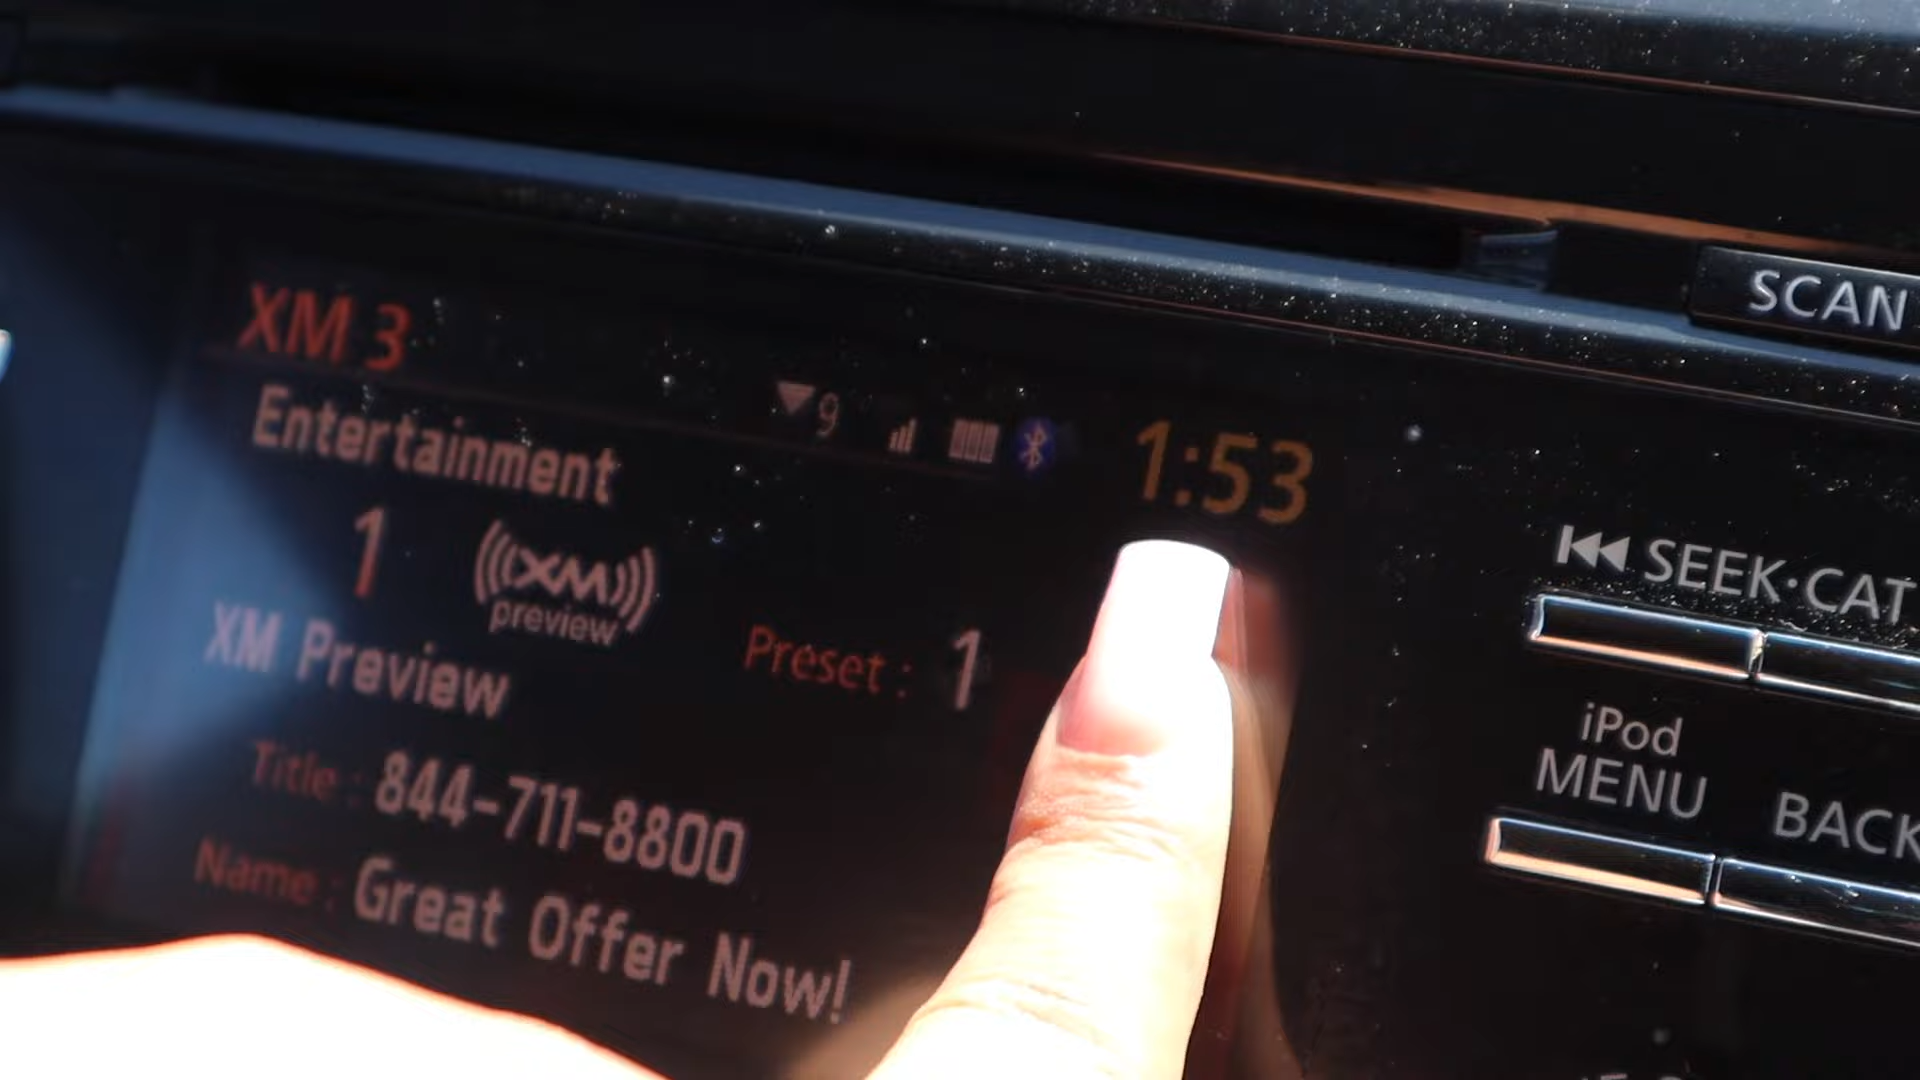 XM 3
9
1:53
Entertainment
1
((XM))
preview
XM Preview
Preset : 1
Title : 844-711-8800
Name : Great Offer Now!
SCAN
SEEK·CAT
iPod
MENU
BACK